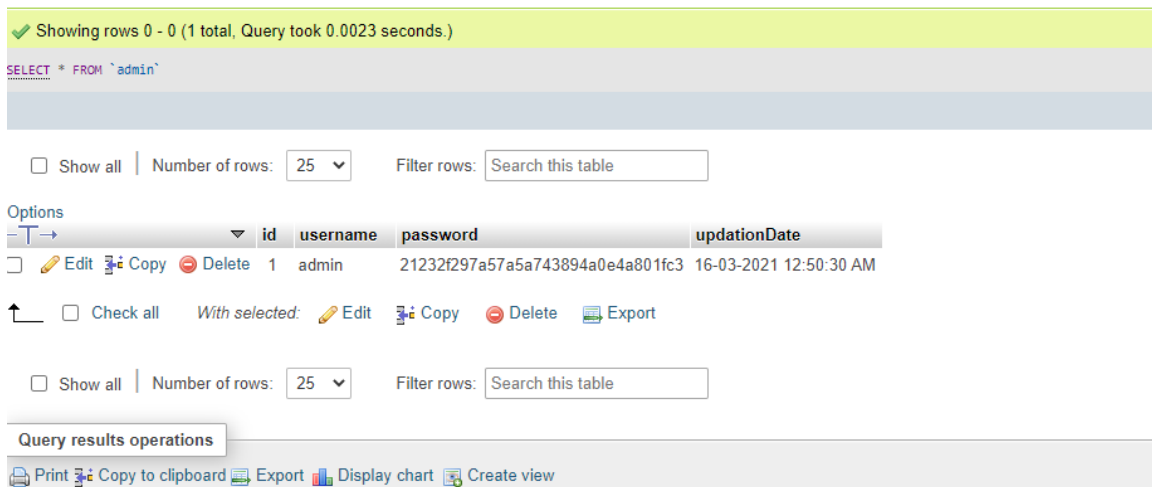 Showing rows 0 - 0 (1 total, Query took 0.0023 seconds.)
SELECT * FROM `admin`
Show all Number of rows: 25 Filter rows: Search this table
Options
id username password updationDate
Edit Copy Delete 1 admin 21232f297a57a5a743894a0e4a801fc3 16-03-2021 12:50:30 AM
Check all With selected: Edit Copy Delete Export
Show all Number of rows: 25 Filter rows: Search this table
Query results operations
Print Copy to clipboard Export Display chart Create view